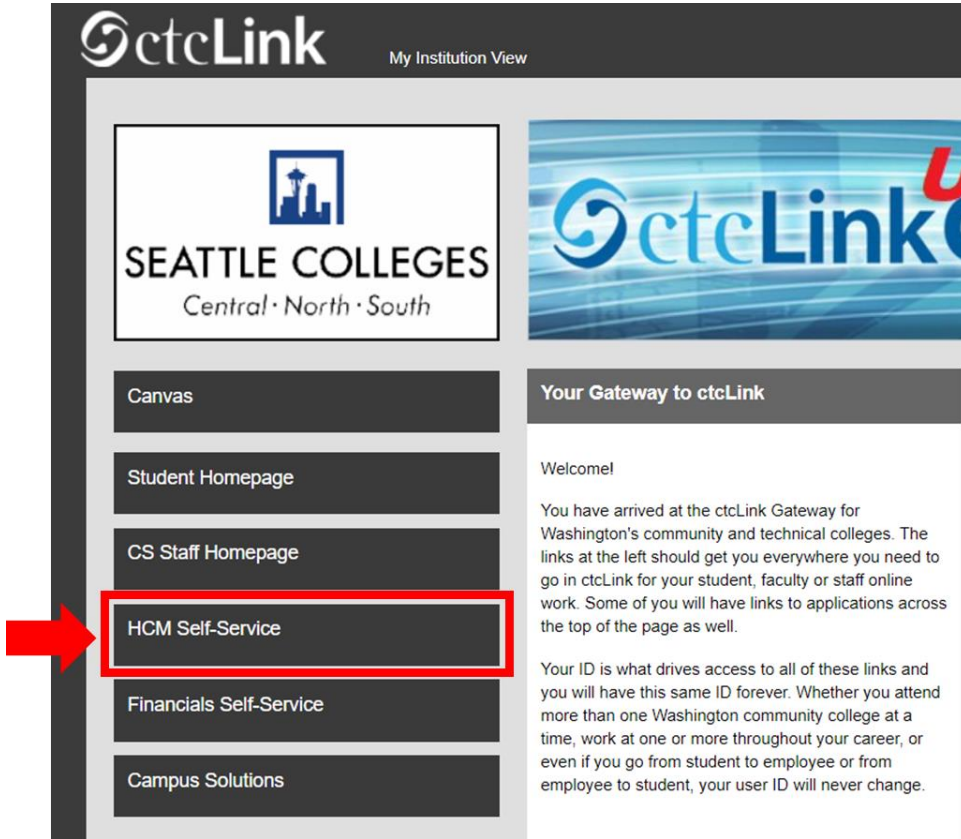 ctcLink
My Institution View
SEATTLE COLLEGES
Central · North · South
ctcLink
Canvas
Student Homepage
CS Staff Homepage
HCM Self-Service
Financials Self-Service
Campus Solutions
Your Gateway to ctcLink
Welcome!
You have arrived at the ctcLink Gateway for
Washington's community and technical colleges. The
links at the left should get you everywhere you need to
go in ctcLink for your student, faculty or staff online
work. Some of you will have links to applications across
the top of the page as well.
Your ID is what drives access to all of these links and
you will have this same ID forever. Whether you attend
more than one Washington community college at a
time, work at one or more throughout your career, or
even if you go from student to employee or from
employee to student, your user ID will never change.